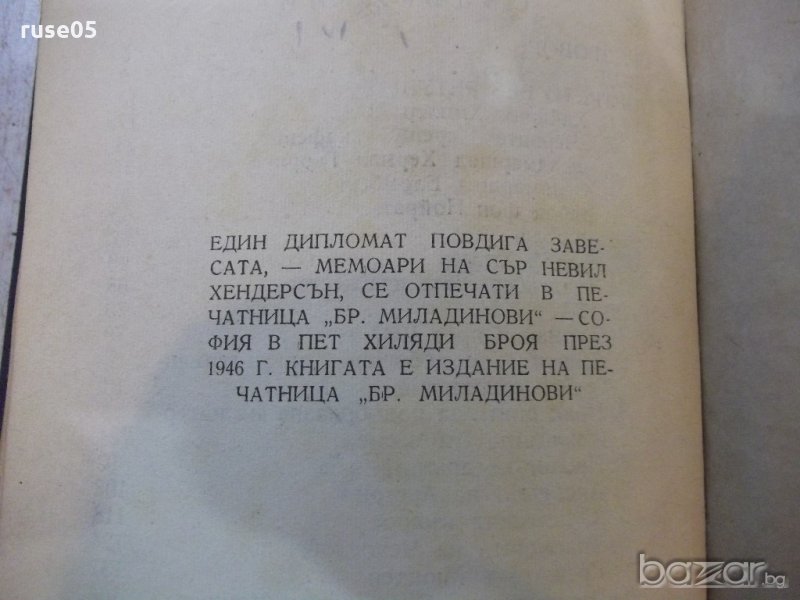 ruse05
ЕДИН ДИПЛОМАТ ПОВДИГА ЗАВЕ-
САТА, — МЕМОАРИ НА СЪР НЕВИЛ
ХЕНДЕРСЪН, СЕ ОТПЕЧАТИ В ПЕ-
ЧАТНИЦА „БР. МИЛАДИНОВИ“ — СО-
ФИЯ В ПЕТ ХИЛЯДИ БРОЯ ПРЕЗ
1946 Г. КНИГАТА Е ИЗДАНИЕ НА ПЕ-
ЧАТНИЦА „БР. МИЛАДИНОВИ“
bazar.bg